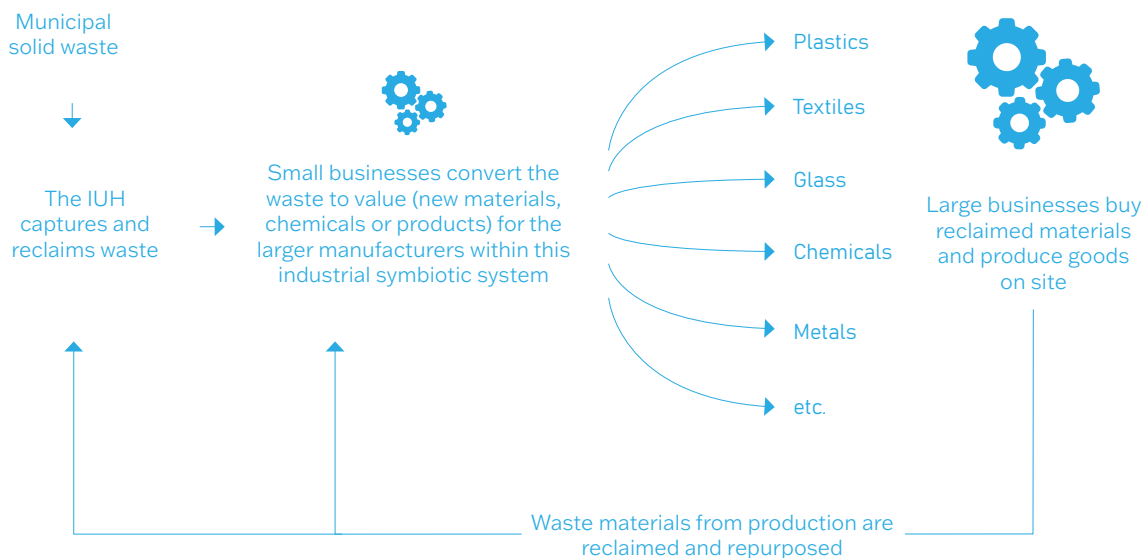 Municipal
solid waste
The IUH
captures and
reclaims waste
Small businesses convert the
waste to value (new materials,
chemicals or products) for the
larger manufacturers within this
industrial symbiotic system
Plastics
Textiles
Glass
Chemicals
Metals
etc.
Large businesses buy
reclaimed materials
and produce goods
on site
Waste materials from production are
reclaimed and repurposed